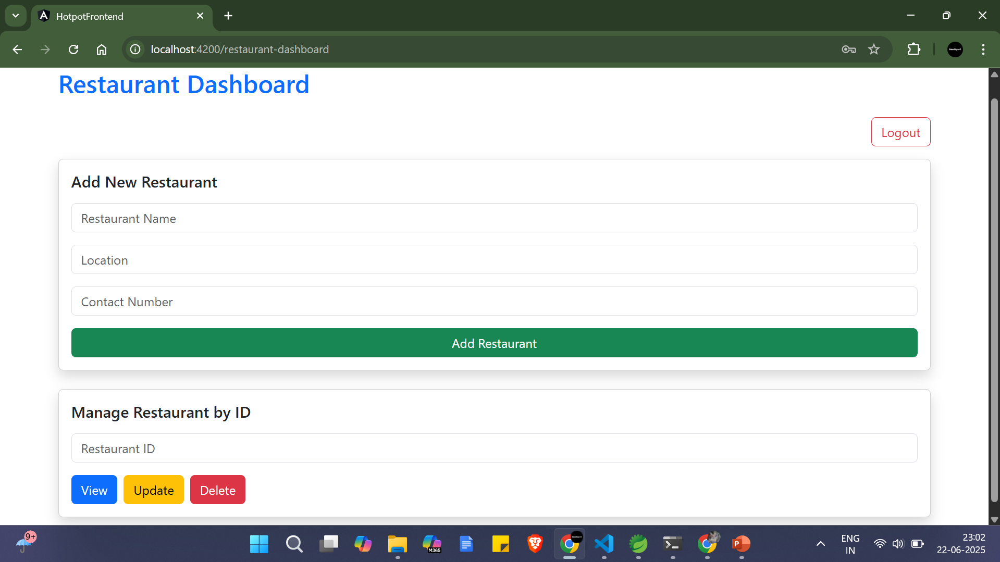 HotpotFrontend
localhost:4200/restaurant-dashboard
Restaurant Dashboard
Logout
Add New Restaurant
Restaurant Name
Location
Contact Number
Add Restaurant
Manage Restaurant by ID
Restaurant ID
View Update Delete
9+
M365
P
ENG
IN
23:02
22-06-2025